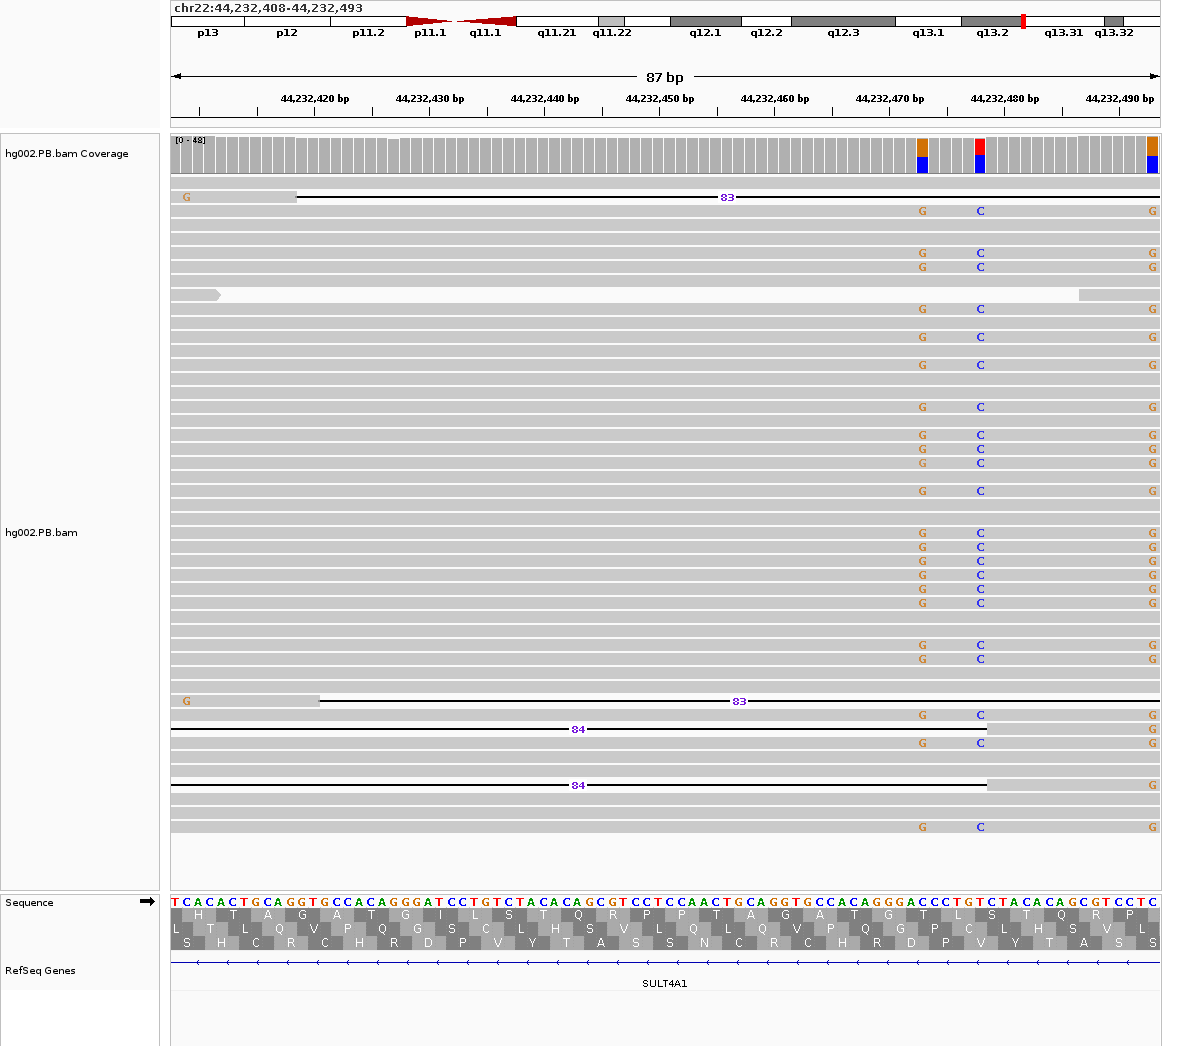 chr22:44,232,408-44,232,493
p13 p12 p11.2 p11.1 q11.1 q11.21 q11.22 q12.1 q12.2 q12.3 q13.1 q13.2 q13.31 q13.32
87 bp
44,232,420 bp 44,232,430 bp 44,232,440 bp 44,232,450 bp 44,232,460 bp 44,232,470 bp 44,232,480 bp 44,232,490 bp
[0 - 48]
hg002.PB.bam Coverage
G 83
G C G
G C G
G C G
G C G
G C G
G C G
G C G
G C G
G C G
G C G
G C G
hg002.PB.bam G C G
G C G
G C G
G C G
G C G
G C G
G C G
G C G
G 83
G C G
84 G
G C G
84 G
G C G
Sequence TCACACTGCAGGTGCCACAGGGATCCTGTCTACACAGCGTCCTCCAACTGCAGGTGCCACAGGGACCCTGTCTACACAGCGTCCTC
H T A G A T G I L S T Q R P P T A G A T G T L S T Q R P
L T L Q V P Q G S C L H S V L Q L Q V P Q G P C L H S V L
S H C R C H R D P V Y T A S S N C R C H R D P V Y T A S S
RefSeq Genes
SULT4A1